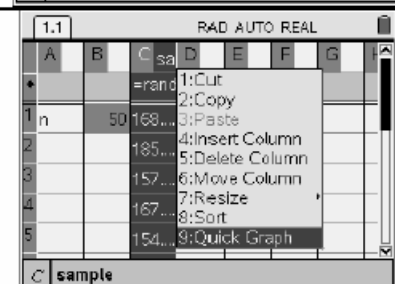 1.1 RAD AUTO REAL
A B C sa D E F G H
=rand
1 n 50 168...
2 185...
3 157...
4 167...
5 154...
1:Cut
2:Copy
3:Paste
4:Insert Column
5:Delete Column
6:Move Column
7:Resize
8:Sort
9:Quick Graph
C sample